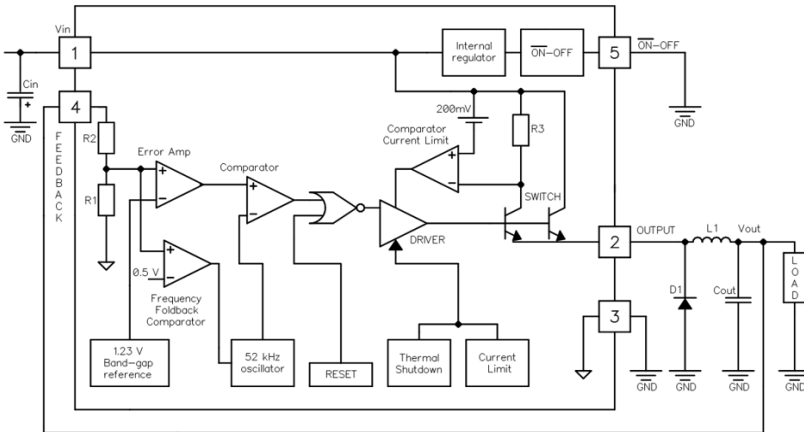 Vin
1
Cin
+
GND
4
FEEDBACK
R2
R1
Error Amp
+
−
Comparator
+
−
0.5 V
+
−
Frequency
Foldback
Comparator
1.23 V
Band-gap
reference
52 kHz
oscillator
RESET
Thermal
Shutdown
Current
Limit
DRIVER
Comparator
Current Limit
+
−
200mV
R3
SWITCH
Internal
regulator
ON-OFF
5
ON-OFF
GND
2
OUTPUT
L1
Vout
D1
Cout
LOAD
3
GND
GND
GND
GND